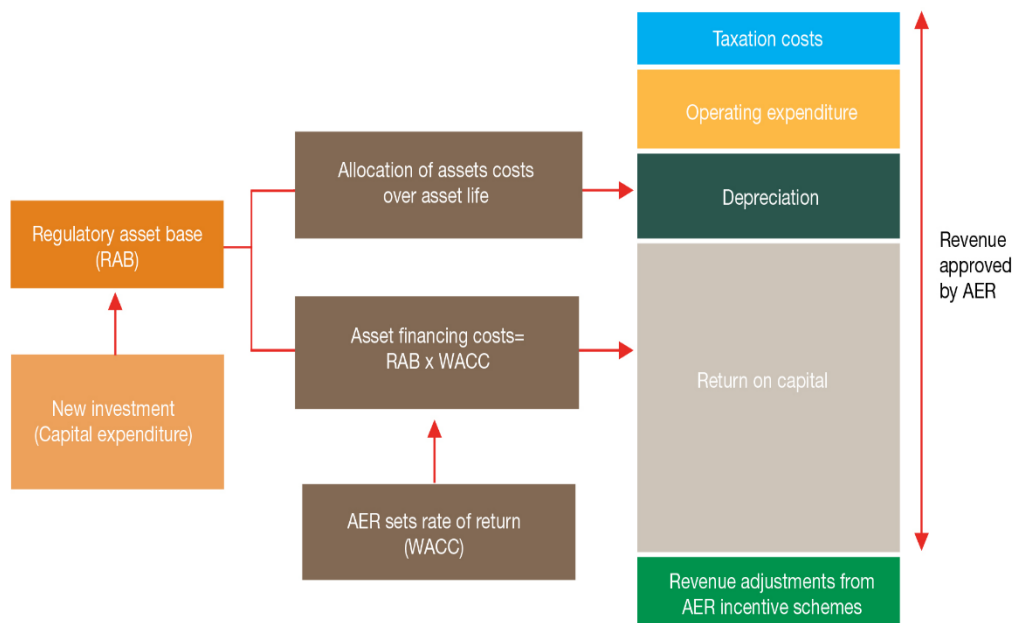 Taxation costs
Operating expenditure
Allocation of assets costs
over asset life
Depreciation
Regulatory asset base
(RAB)
Revenue
approved
by AER
Asset financing costs=
RAB x WACC
Return on capital
New investment
(Capital expenditure)
AER sets rate of return
(WACC)
Revenue adjustments from
AER incentive schemes